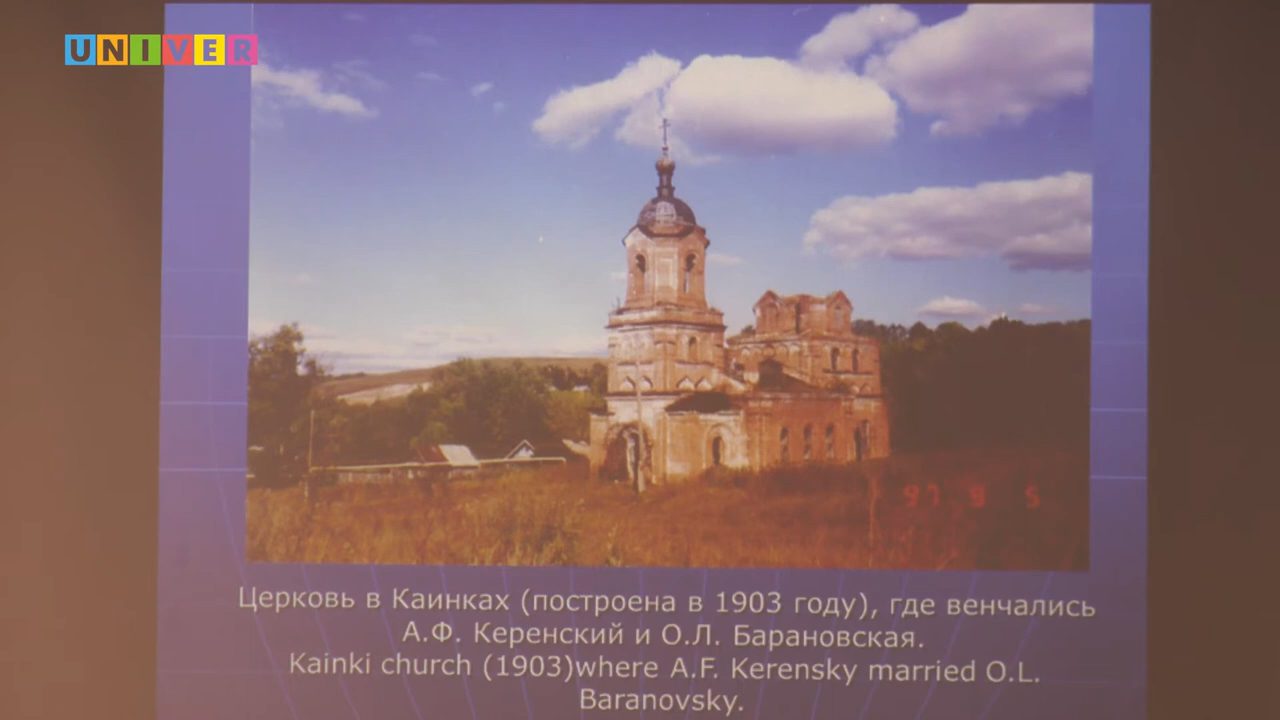 UNIVER
97 8 5
Церковь в Каинках (построена в 1903 году), где венчались
А.Ф. Керенский и О.Л. Барановская.
Kainki church (1903)where A.F. Kerensky married O.L.
Baranovsky.